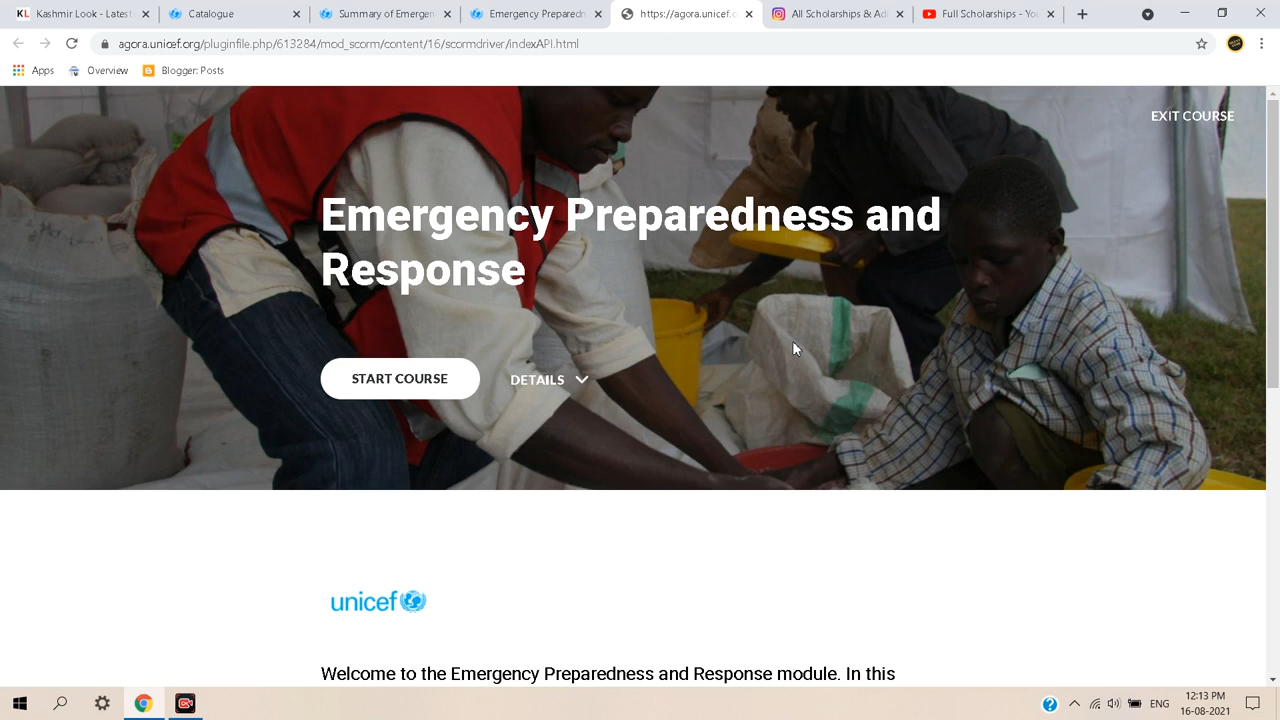 Kashmir Look - Latest
Catalogue
Summary of Emergen
Emergency Preparedn
https://agora.unicef.o
All Scholarships & Ad
Full Scholarships - Yo
agora.unicef.org/pluginfile.php/613284/mod_scorm/content/16/scormdriver/indexAPI.html
Apps
Overview
Blogger: Posts
EXIT COURSE
Emergency Preparedness and
Response
START COURSE
DETAILS
unicef
Welcome to the Emergency Preparedness and Response module. In this
ENG
12:13 PM
16-08-2021